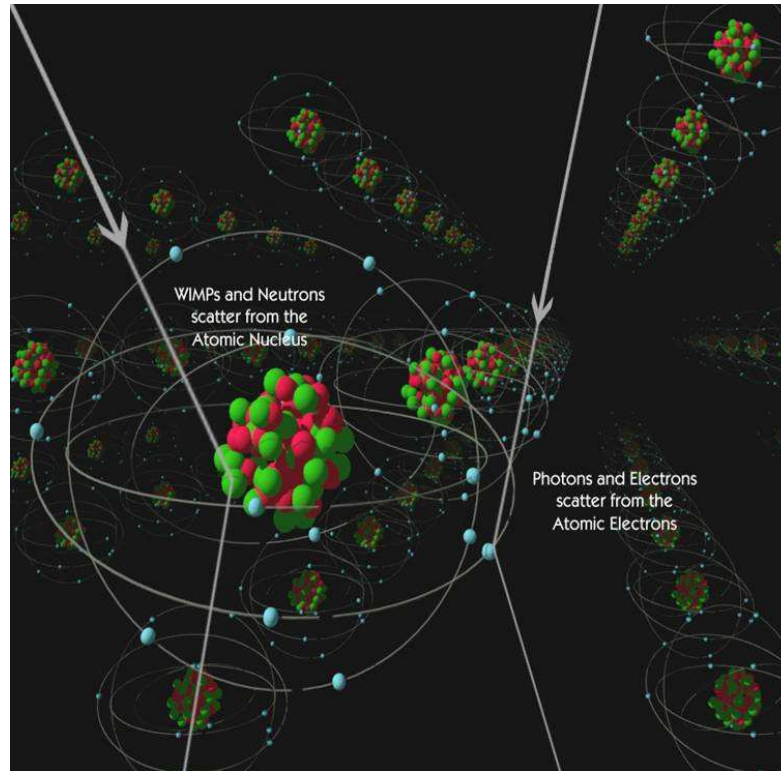 WIMPs and Neutrons
scatter from the
Atomic Nucleus
Photons and Electrons
scatter from the
Atomic Electrons